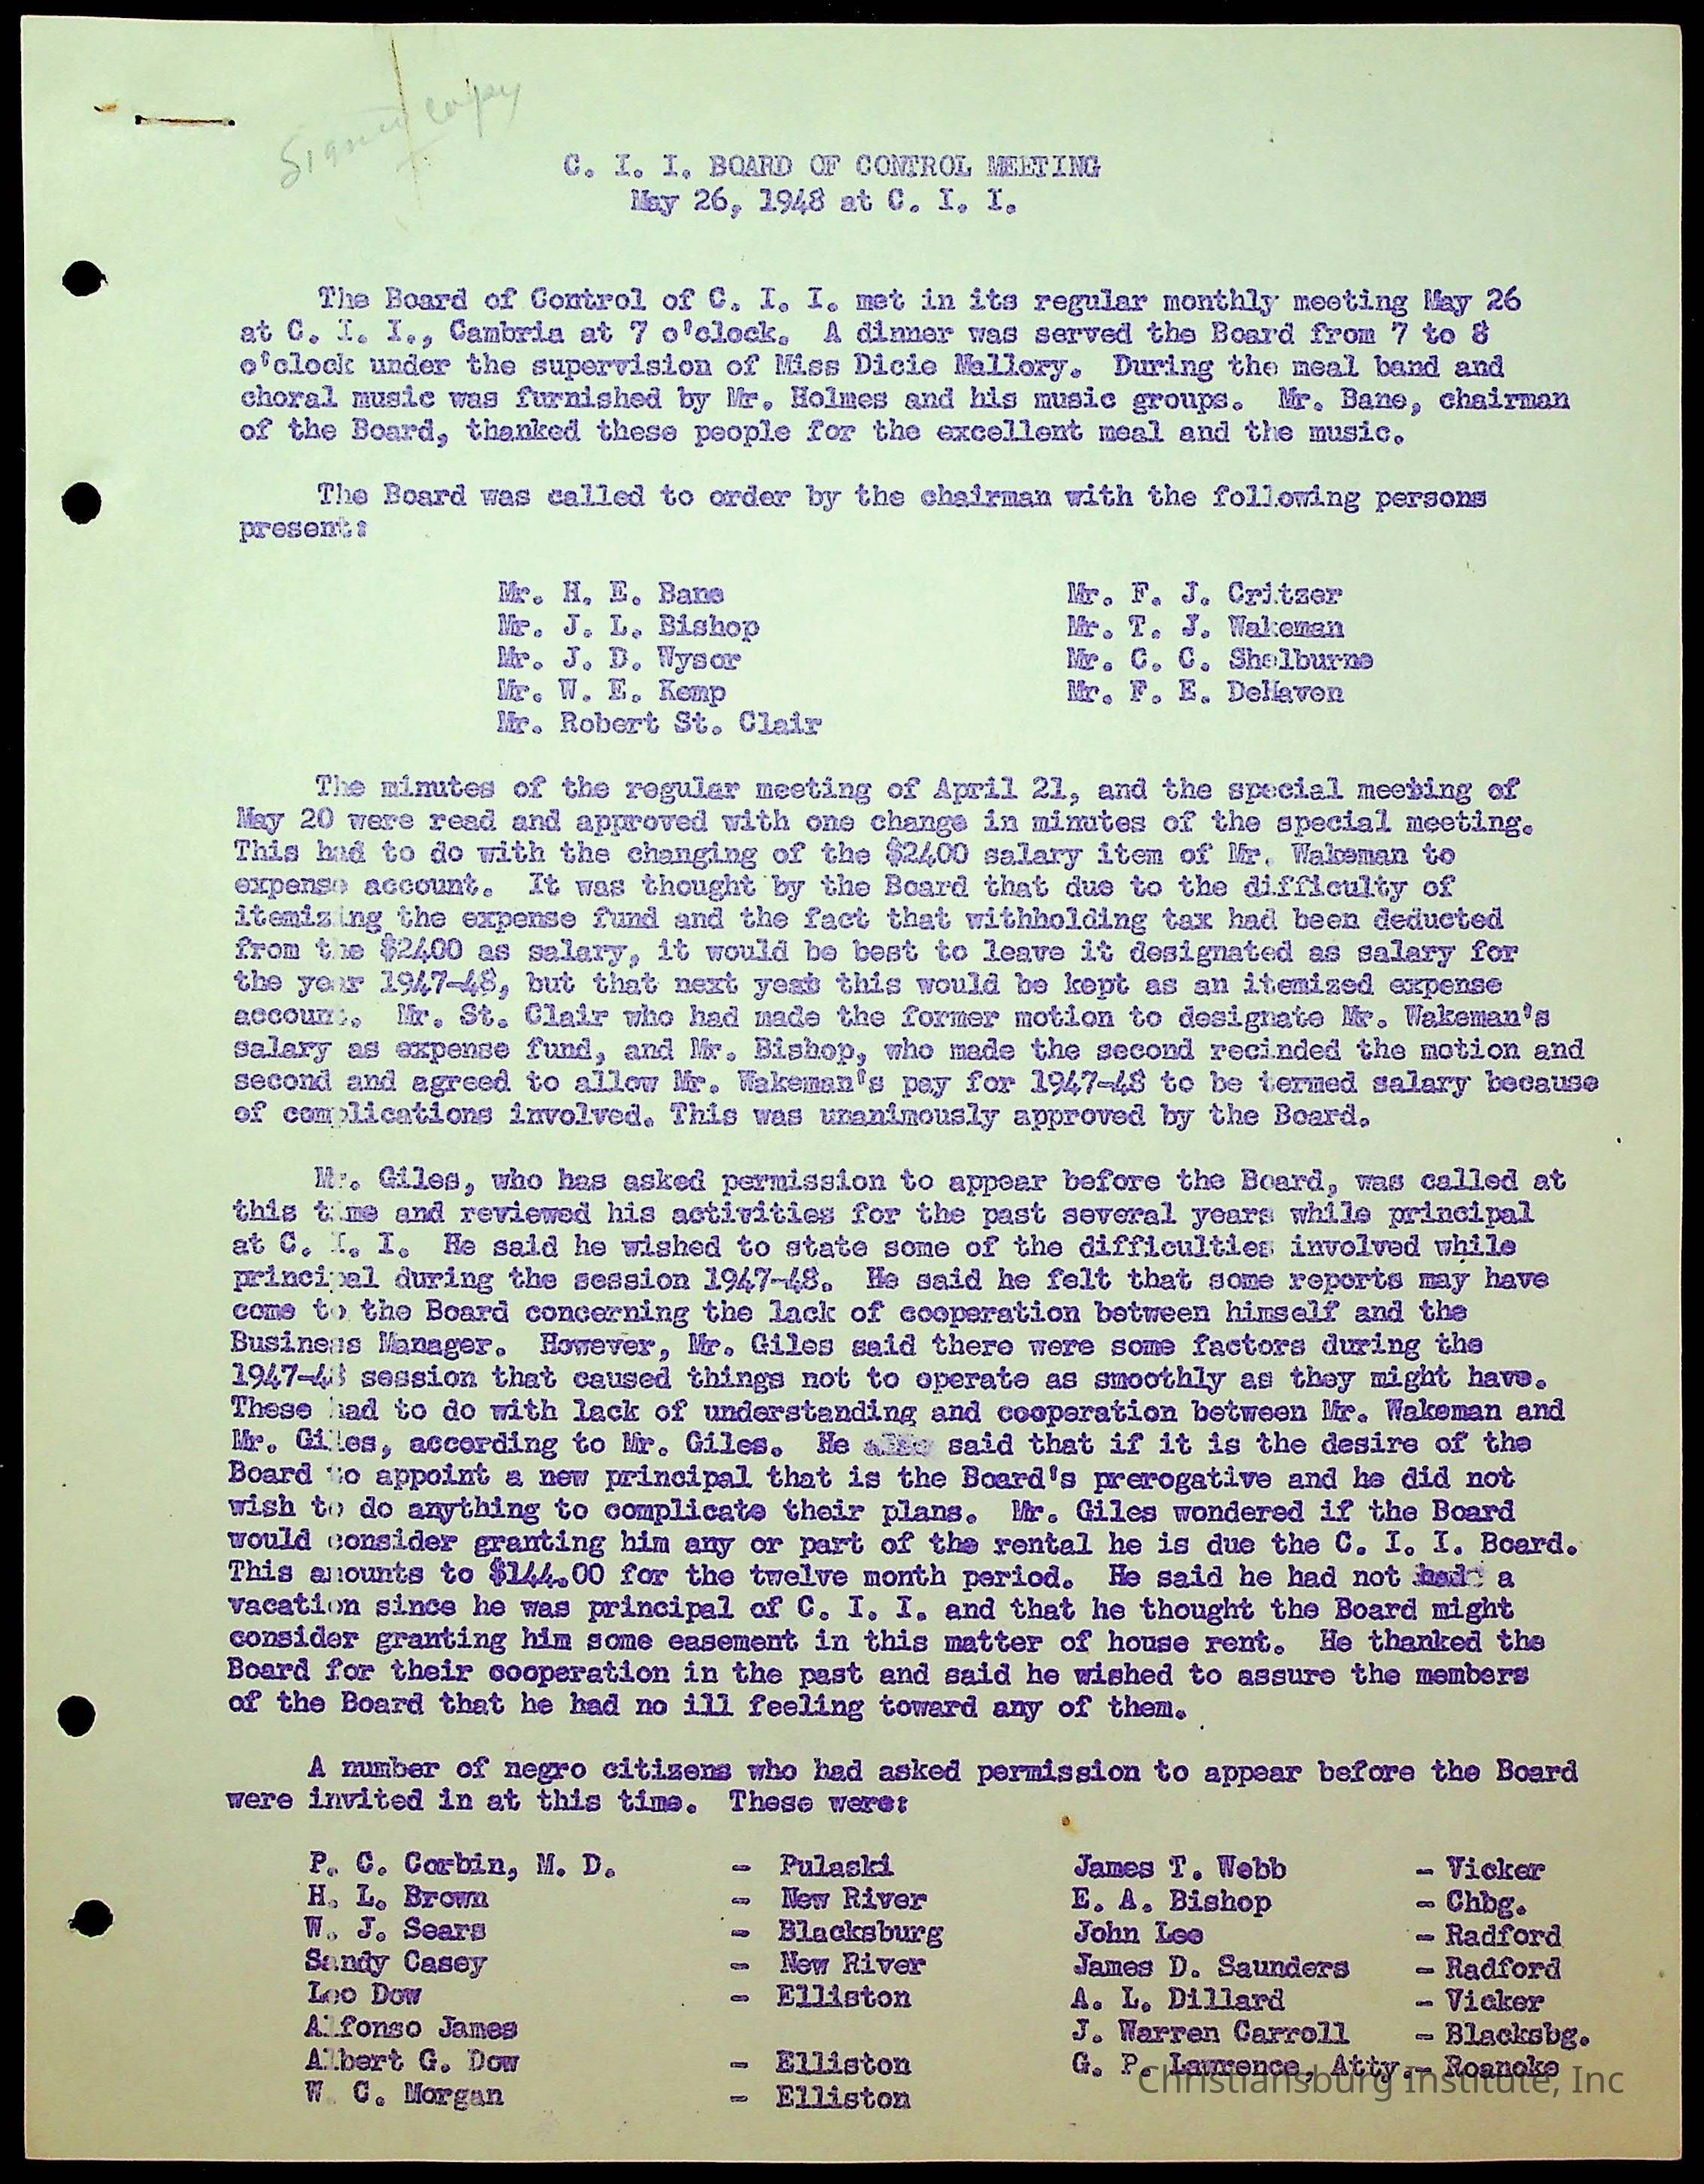 Signed copy
C. I. I. BOARD OF CONTROL MEETING
May 26, 1948 at C. I. I.
The Board of Control of C. I. I. met in its regular monthly meeting May 26
at C. I. I., Cambria at 7 o'clock. A dinner was served the Board from 7 to 8
o'clock under the supervision of Miss Dicie Mallory. During the meal band and
choral music was furnished by Mr. Holmes and his music groups. Mr. Bane, chairman
of the Board, thanked these people for the excellent meal and the music.
The Board was called to order by the chairman with the following persons
present:
Mr. H. E. Bane Mr. F. J. Critzer
Mr. J. L. Bishop Mr. T. J. Wakeman
Mr. J. D. Wysor Mr. C. C. Shelburne
Mr. W. E. Kemp Mr. F. E. DeHaven
Mr. Robert St. Clair
The minutes of the regular meeting of April 21, and the special meeting of
May 20 were read and approved with one change in minutes of the special meeting.
This had to do with the changing of the $2400 salary item of Mr. Wakeman to
expense account. It was thought by the Board that due to the difficulty of
itemizing the expense fund and the fact that withholding tax had been deducted
from the $2400 as salary, it would be best to leave it designated as salary for
the year 1947-48, but that next year this would be kept as an itemized expense
account. Mr. St. Clair who had made the former motion to designate Mr. Wakeman's
salary as expense fund, and Mr. Bishop, who made the second recinded the motion and
second and agreed to allow Mr. Wakeman's pay for 1947-48 to be termed salary because
of complications involved. This was unanimously approved by the Board.
Mr. Giles, who has asked permission to appear before the Board, was called at
this time and reviewed his activities for the past several years while principal
at C. I. I. He said he wished to state some of the difficulties involved while
principal during the session 1947-48. He said he felt that some reports may have
come to the Board concerning the lack of cooperation between himself and the
Business Manager. However, Mr. Giles said there were some factors during the
1947-48 session that caused things not to operate as smoothly as they might have.
These had to do with lack of understanding and cooperation between Mr. Wakeman and
Mr. Giles, according to Mr. Giles. He also said that if it is the desire of the
Board to appoint a new principal that is the Board's prerogative and he did not
wish to do anything to complicate their plans. Mr. Giles wondered if the Board
would consider granting him any or part of the rental he is due the C. I. I. Board.
This amounts to $144.00 for the twelve month period. He said he had not had a
vacation since he was principal of C. I. I. and that he thought the Board might
consider granting him some easement in this matter of house rent. He thanked the
Board for their cooperation in the past and said he wished to assure the members
of the Board that he had no ill feeling toward any of them.
A number of negro citizens who had asked permission to appear before the Board
were invited in at this time. These were:
P. C. Corbin, M. D. - Pulaski James T. Webb - Vicker
H. L. Brown - New River E. A. Bishop - Chbg.
W. J. Sears - Blacksburg John Lee - Radford
Sandy Casey - New River James D. Saunders - Radford
Leo Dow - Elliston A. L. Dillard - Vicker
Alfonso James J. Warren Carroll - Blacksbg.
Albert G. Dow - Elliston G. P. Lawrence, Atty. - Roanoke
W. C. Morgan - Elliston
Christiansburg Institute, Inc